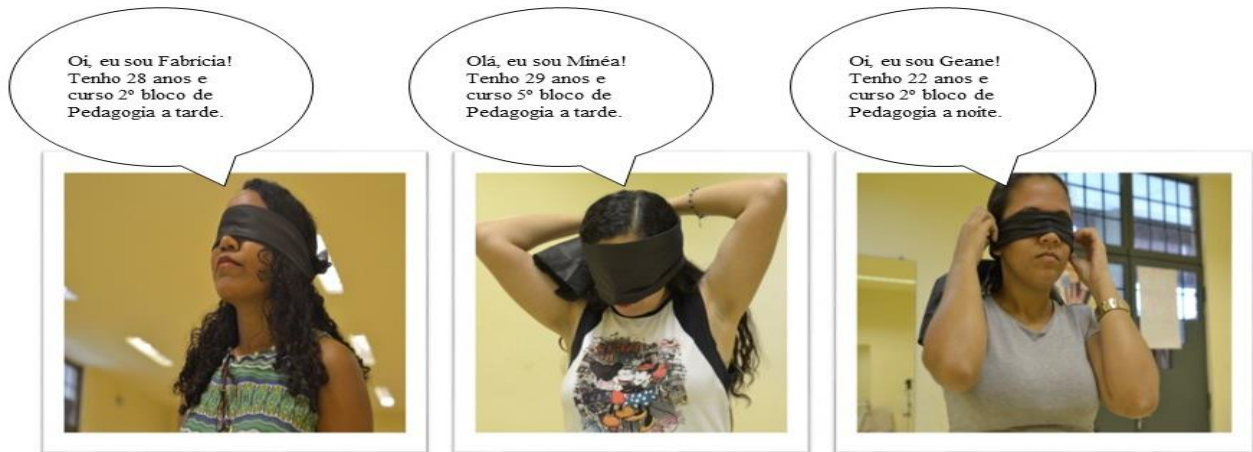 Oi, eu sou Fabrícia!
Tenho 28 anos e
curso 2º bloco de
Pedagogia a tarde.
Olá, eu sou Minéa!
Tenho 29 anos e
curso 5º bloco de
Pedagogia a tarde.
Oi, eu sou Geane!
Tenho 22 anos e
curso 2º bloco de
Pedagogia a noite.